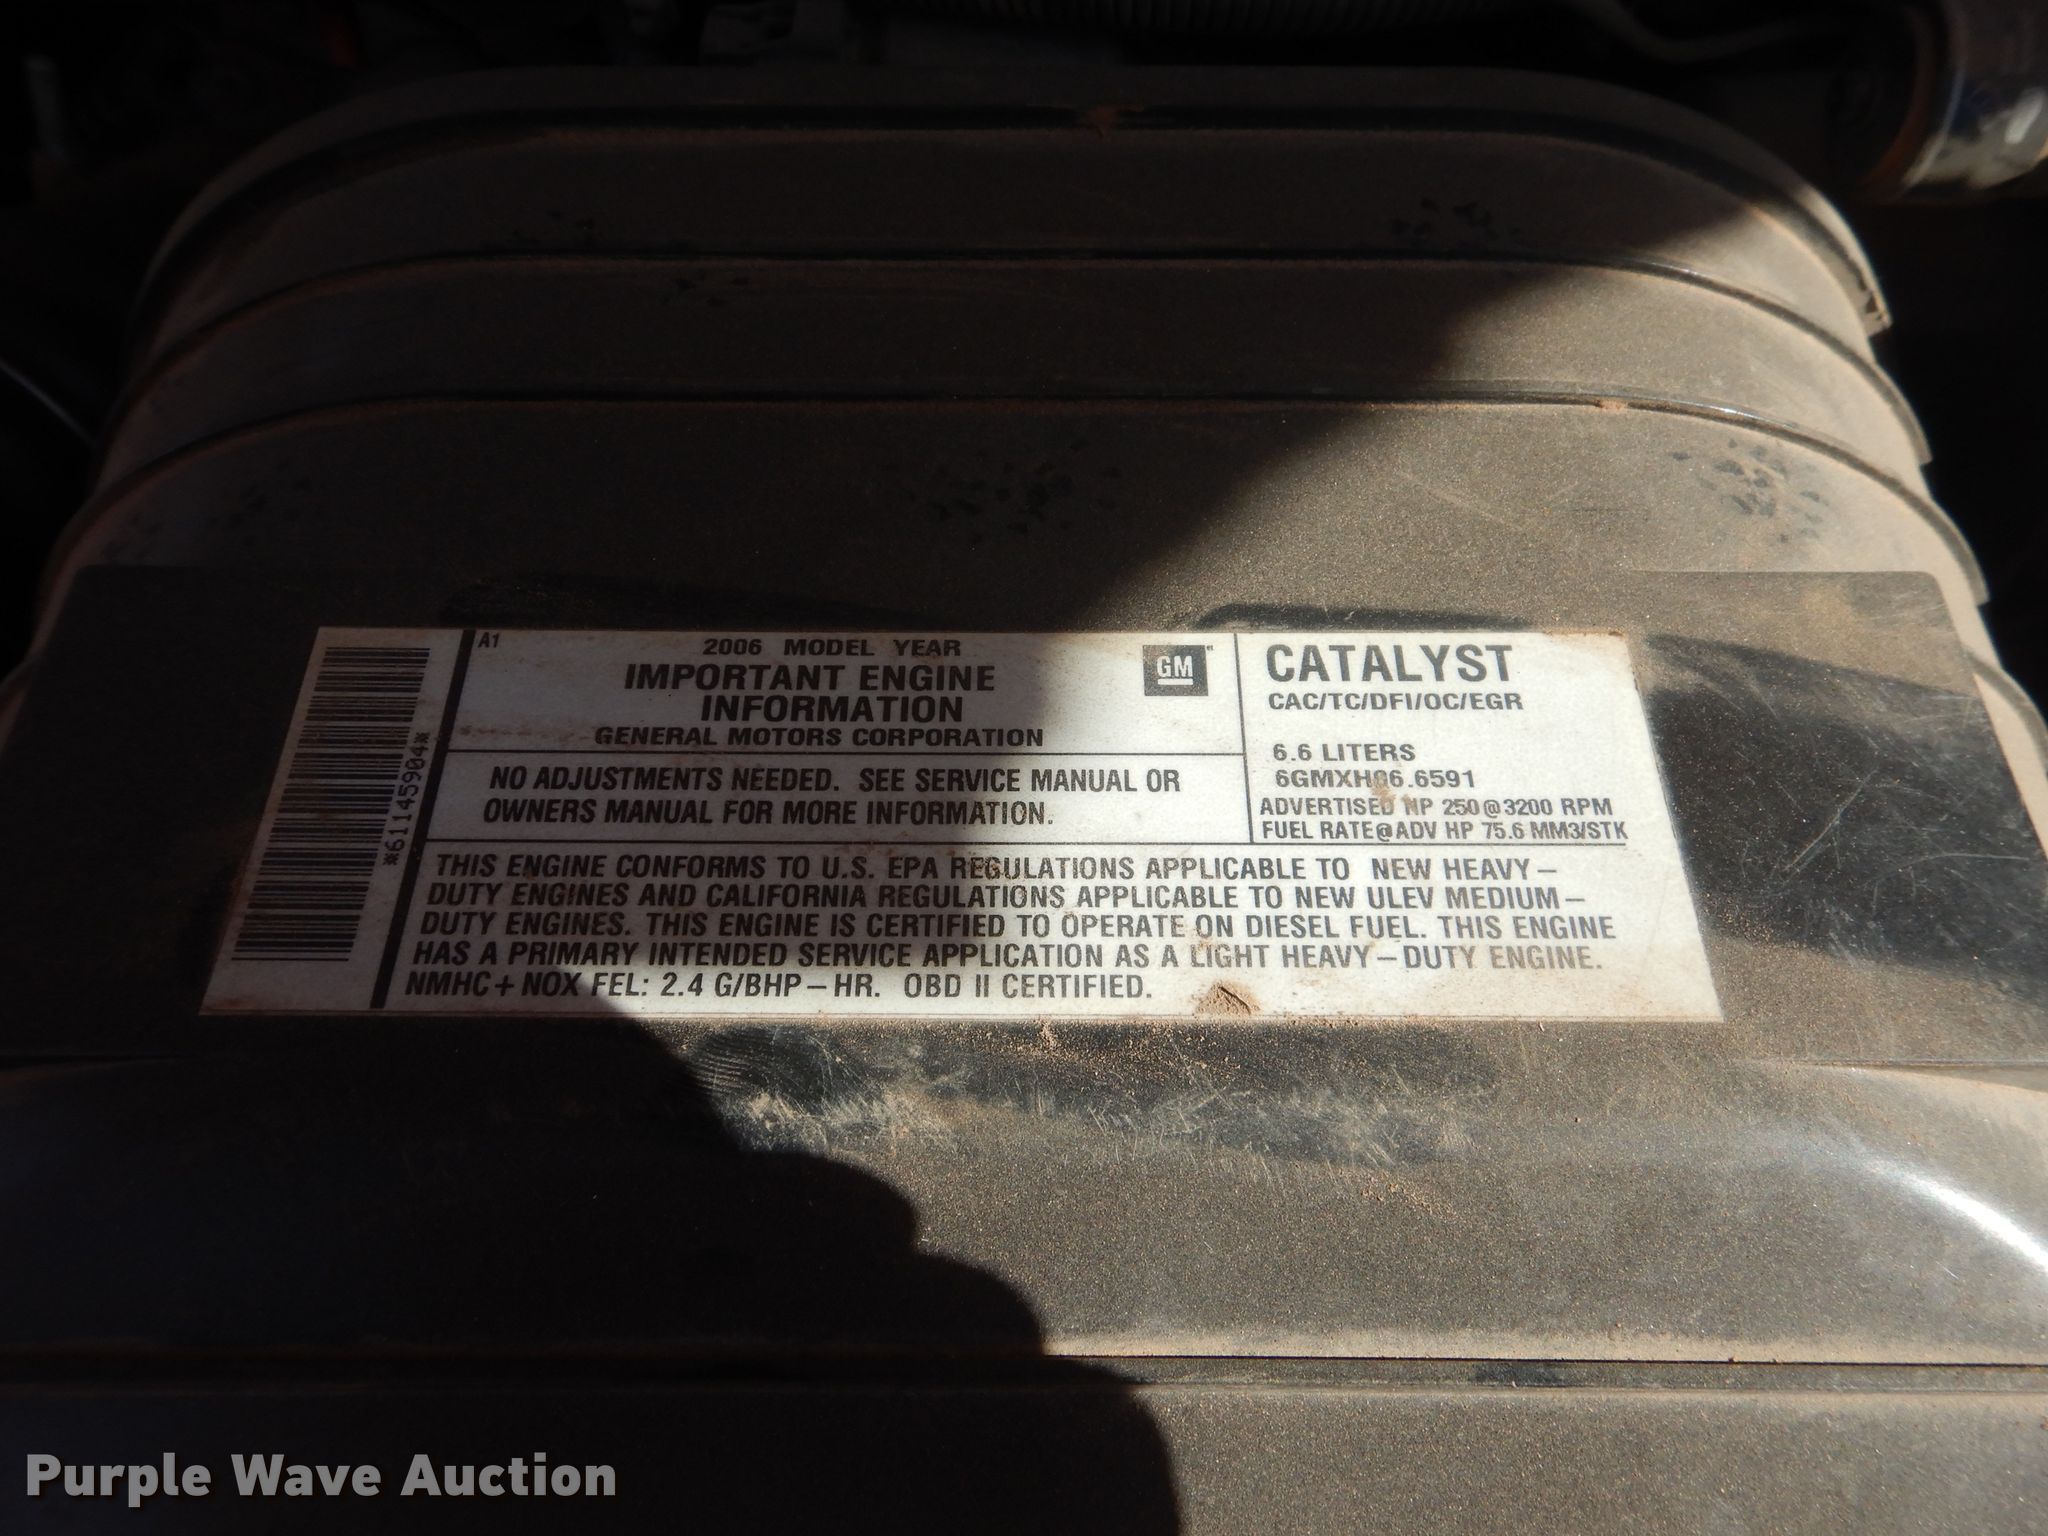 *611145904*
A1
2006 MODEL YEAR
IMPORTANT ENGINE
INFORMATION
GENERAL MOTORS CORPORATION
GM
NO ADJUSTMENTS NEEDED. SEE SERVICE MANUAL OR
OWNERS MANUAL FOR MORE INFORMATION.
CATALYST
CAC/TC/DFI/OC/EGR
6.6 LITERS
6GMXH06.6591
ADVERTISED HP 250@3200 RPM
FUEL RATE@ADV HP 75.6 MM3/STK
THIS ENGINE CONFORMS TO U.S. EPA REGULATIONS APPLICABLE TO NEW HEAVY-
DUTY ENGINES AND CALIFORNIA REGULATIONS APPLICABLE TO NEW ULEV MEDIUM-
DUTY ENGINES. THIS ENGINE IS CERTIFIED TO OPERATE ON DIESEL FUEL. THIS ENGINE
HAS A PRIMARY INTENDED SERVICE APPLICATION AS A LIGHT HEAVY-DUTY ENGINE.
NMHC+NOX FEL: 2.4 G/BHP-HR. OBD II CERTIFIED.
Purple Wave Auction